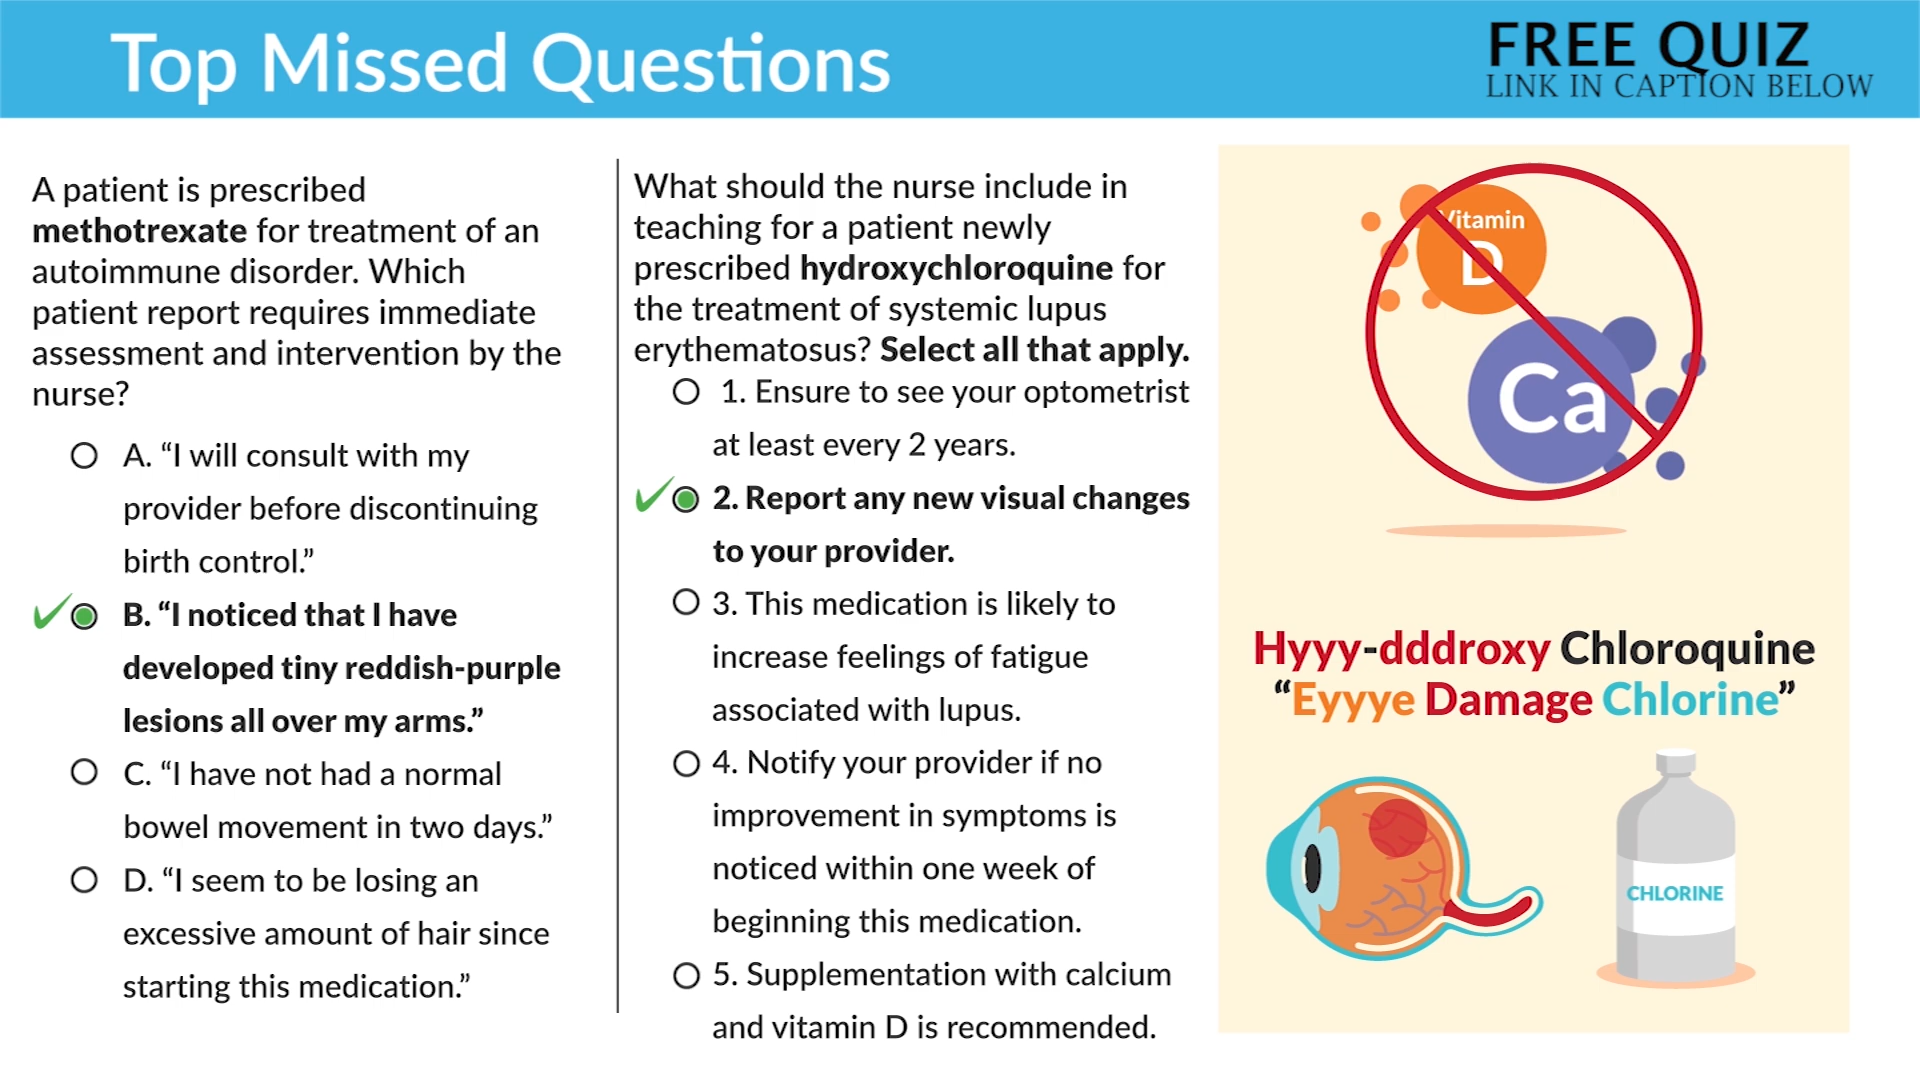 Top Missed Questions
FREE QUIZ
LINK IN CAPTION BELOW
A patient is prescribed
methotrexate for treatment of an
autoimmune disorder. Which
patient report requires immediate
assessment and intervention by the
nurse?
A. “I will consult with my
provider before discontinuing
birth control.”
B. “I noticed that I have
developed tiny reddish-purple
lesions all over my arms.”
C. “I have not had a normal
bowel movement in two days.”
D. “I seem to be losing an
excessive amount of hair since
starting this medication.”
What should the nurse include in
teaching for a patient newly
prescribed hydroxychloroquine for
the treatment of systemic lupus
erythematosus? Select all that apply.
1. Ensure to see your optometrist
at least every 2 years.
2. Report any new visual changes
to your provider.
3. This medication is likely to
increase feelings of fatigue
associated with lupus.
4. Notify your provider if no
improvement in symptoms is
noticed within one week of
beginning this medication.
5. Supplementation with calcium
and vitamin D is recommended.
Vitamin
D
Ca
Hyyy-dddroxy Chloroquine
“Eyyye Damage Chlorine”
CHLORINE